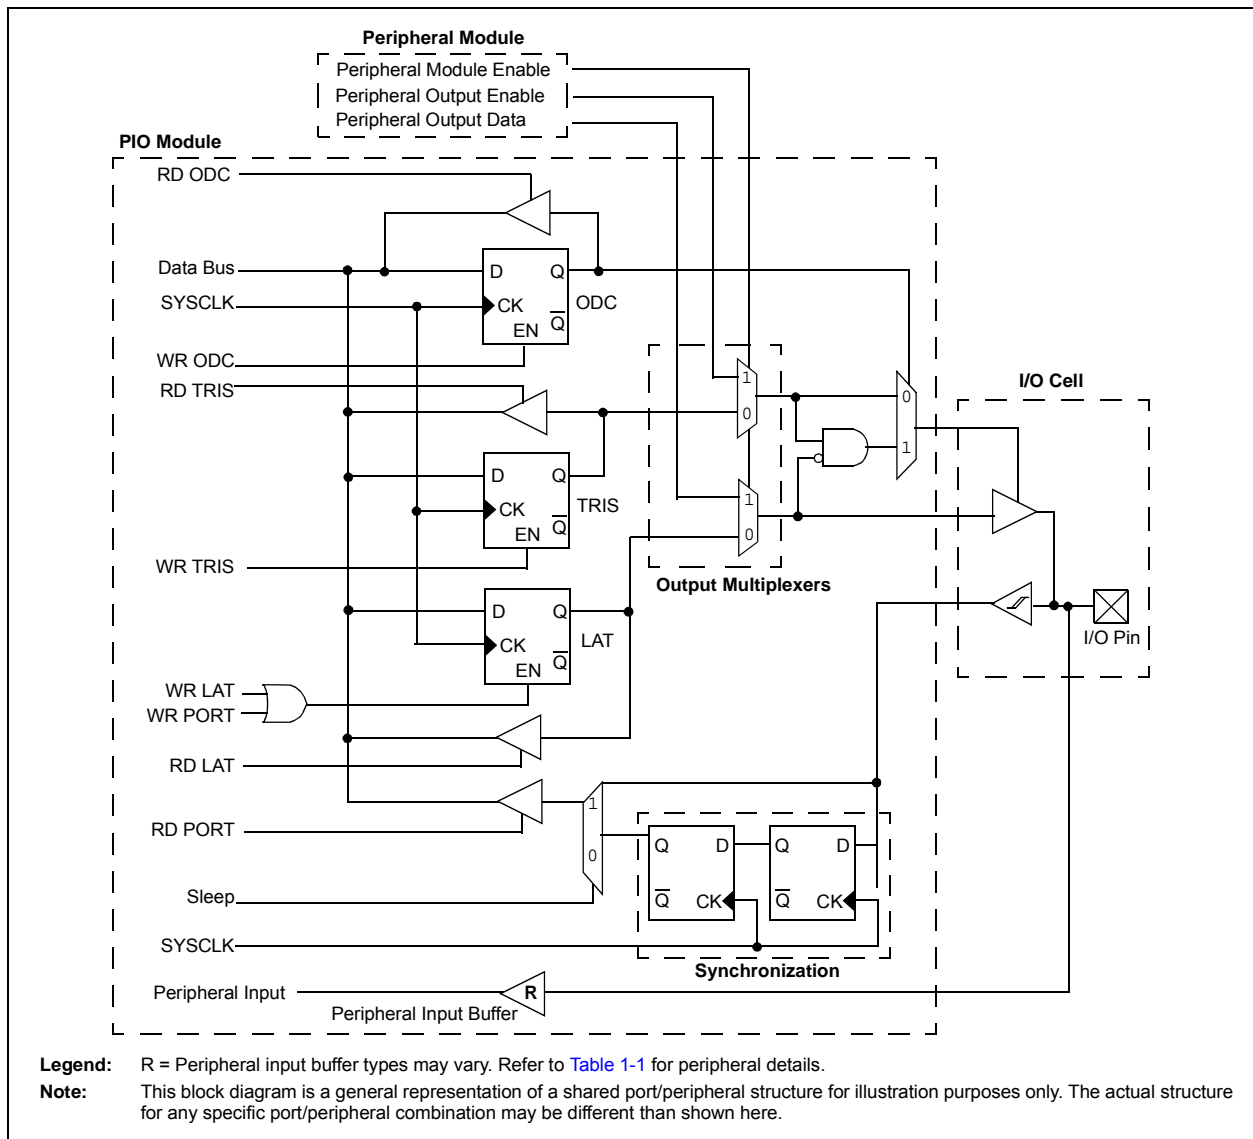 Peripheral Module
Peripheral Module Enable
Peripheral Output Enable
Peripheral Output Data
PIO Module
RD ODC
Data Bus
D Q
SYSCLK
CK
ODC
EN Q
WR ODC
RD TRIS
1
0
0
1
I/O Cell
D Q
CK
TRIS
EN Q
WR TRIS
1
0
Output Multiplexers
D Q
CK
LAT
EN Q
I/O Pin
WR LAT
WR PORT
RD LAT
RD PORT
1
0
Q D
Q CK
Q D
Q CK
Sleep
SYSCLK
Synchronization
Peripheral Input
R
Peripheral Input Buffer
Legend: R = Peripheral input buffer types may vary. Refer to Table 1-1 for peripheral details.
Note: This block diagram is a general representation of a shared port/peripheral structure for illustration purposes only. The actual structure
for any specific port/peripheral combination may be different than shown here.